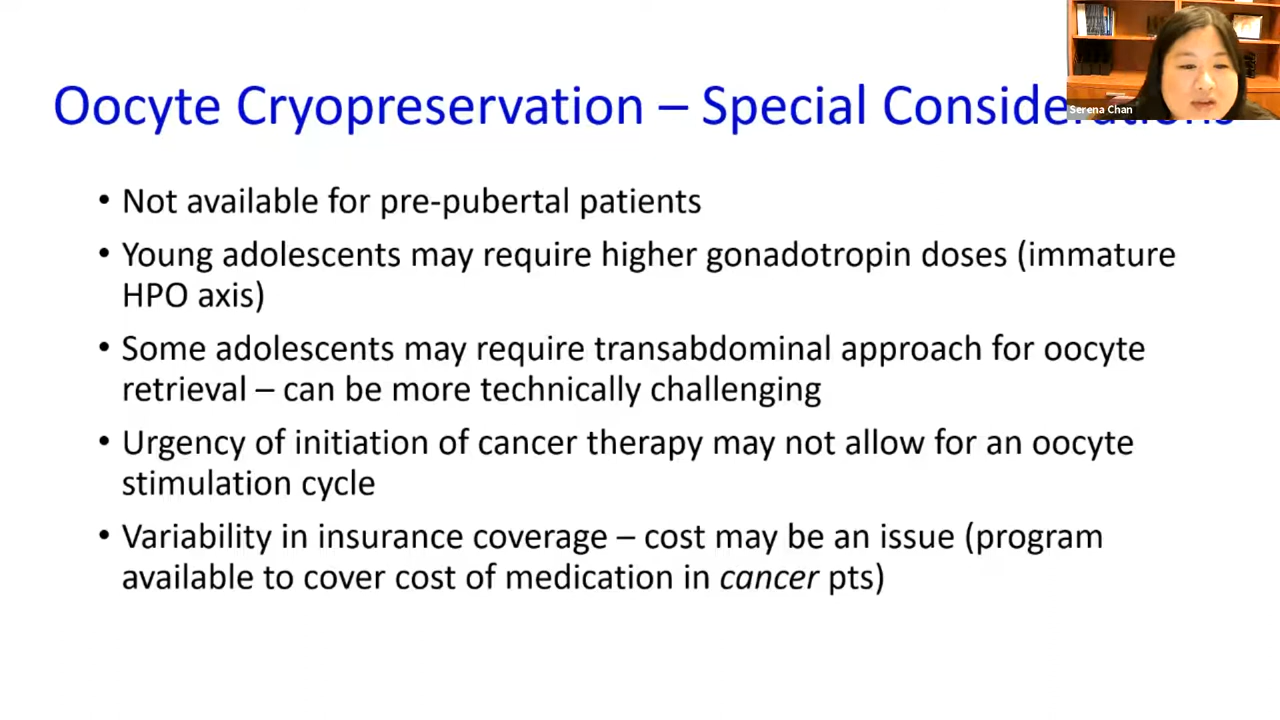 Oocyte Cryopreservation – Special Considerations
Serena Chan
• Not available for pre-pubertal patients
• Young adolescents may require higher gonadotropin doses (immature
HPO axis)
• Some adolescents may require transabdominal approach for oocyte
retrieval – can be more technically challenging
• Urgency of initiation of cancer therapy may not allow for an oocyte
stimulation cycle
• Variability in insurance coverage – cost may be an issue (program
available to cover cost of medication in cancer pts)